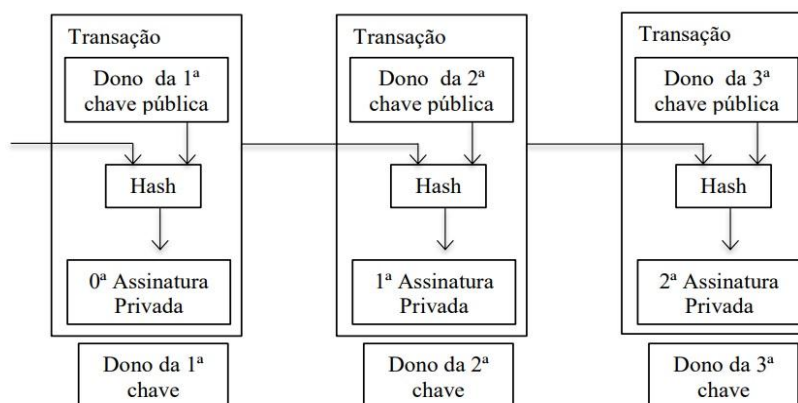 Transação
Dono da 1ª
chave pública
Hash
0ª Assinatura
Privada
Dono da 1ª
chave
Transação
Dono da 2ª
chave pública
Hash
1ª Assinatura
Privada
Dono da 2ª
chave
Transação
Dono da 3ª
chave pública
Hash
2ª Assinatura
Privada
Dono da 3ª
chave